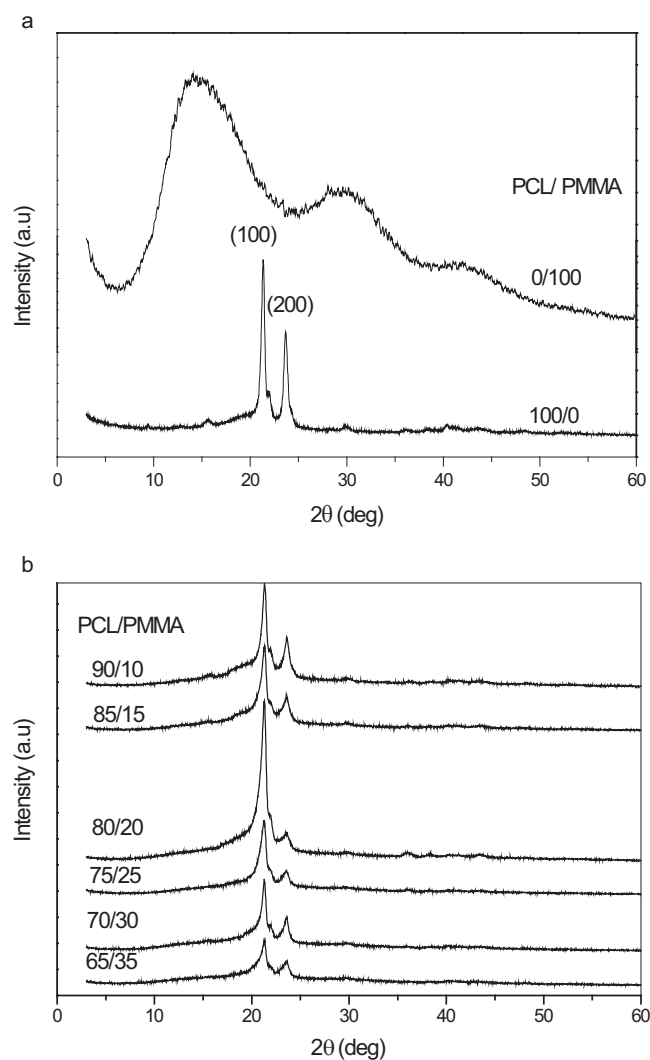 a
Intensity (a.u)
PCL/ PMMA
(100)
(200)
0/100
100/0
0 10 20 30 40 50 60
2θ (deg)
b
Intensity (a.u)
PCL/PMMA
90/10
85/15
80/20
75/25
70/30
65/35
0 10 20 30 40 50 60
2θ (deg)